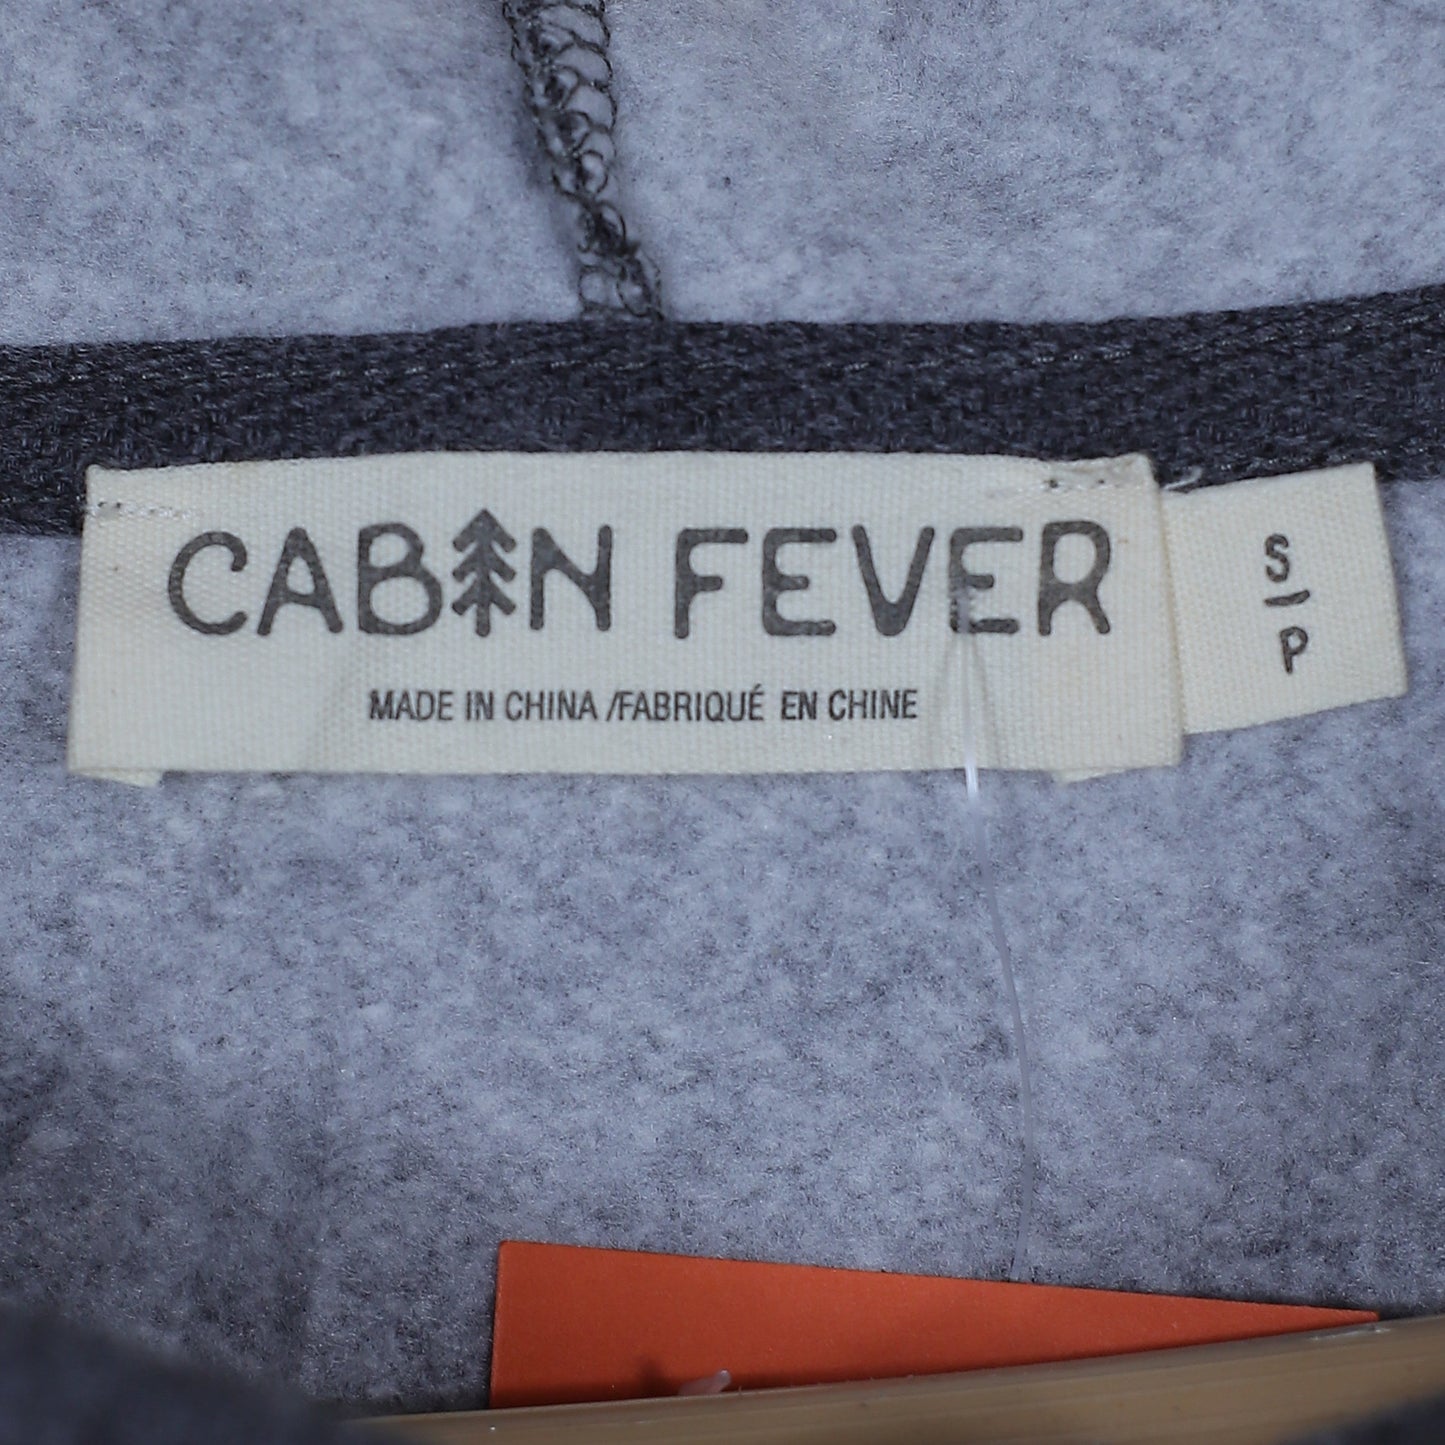 CABIN FEVER
MADE IN CHINA /FABRIQUÉ EN CHINE
S
P